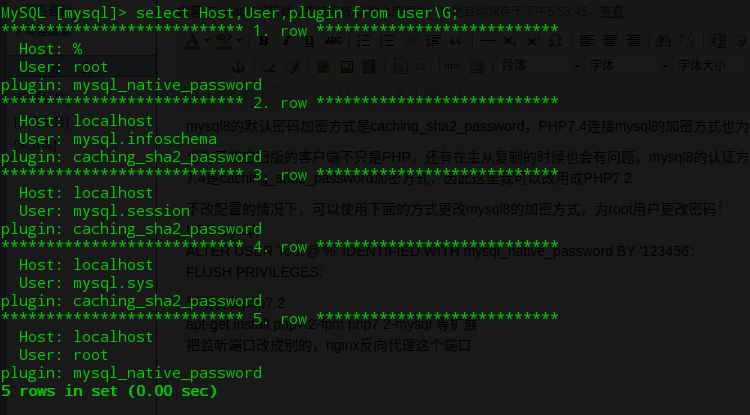 MySQL [mysql]> select Host,User,plugin from user\G;
自动保存于下午5:53:45。查看
*************************** 1. row ***************************
Host: %
User: root
段落 字体 字体大小
plugin: mysql_native_password
*************************** 2. row ***************************
Host: localhost
mysql8的默认密码加密方式是caching_sha2_password，PHP7.4连接mysql的加密方式也为
User: mysql.infoschema
plugin: caching_sha2_password
旧版的客户端不只是PHP，还有在主从复制的时候也会有问题，mysql8的认证方
*************************** 3. row ***************************
7.4是caching_sha2_password加密方式，因此这里我可以改用成PHP7.2
Host: localhost
User: mysql.session
不改配置的情况下，可以使用下面的方式更改mysql8的加密方式，为root用户更改密码：
plugin: caching_sha2_password
*************************** 4. row ***************************
ALTER USER 'root'@'%' IDENTIFIED WITH mysql_native_password BY '123456';
Host: localhost
FLUSH PRIVILEGES;
User: mysql.sys
plugin: caching_sha2_password
7.2
*************************** 5. row ***************************
apt-get install php7.2-fpm php7.2-mysql 等扩展
Host: localhost
把监听端口改成别的，nginx反向代理这个端口
User: root
plugin: mysql_native_password
5 rows in set (0.00 sec)